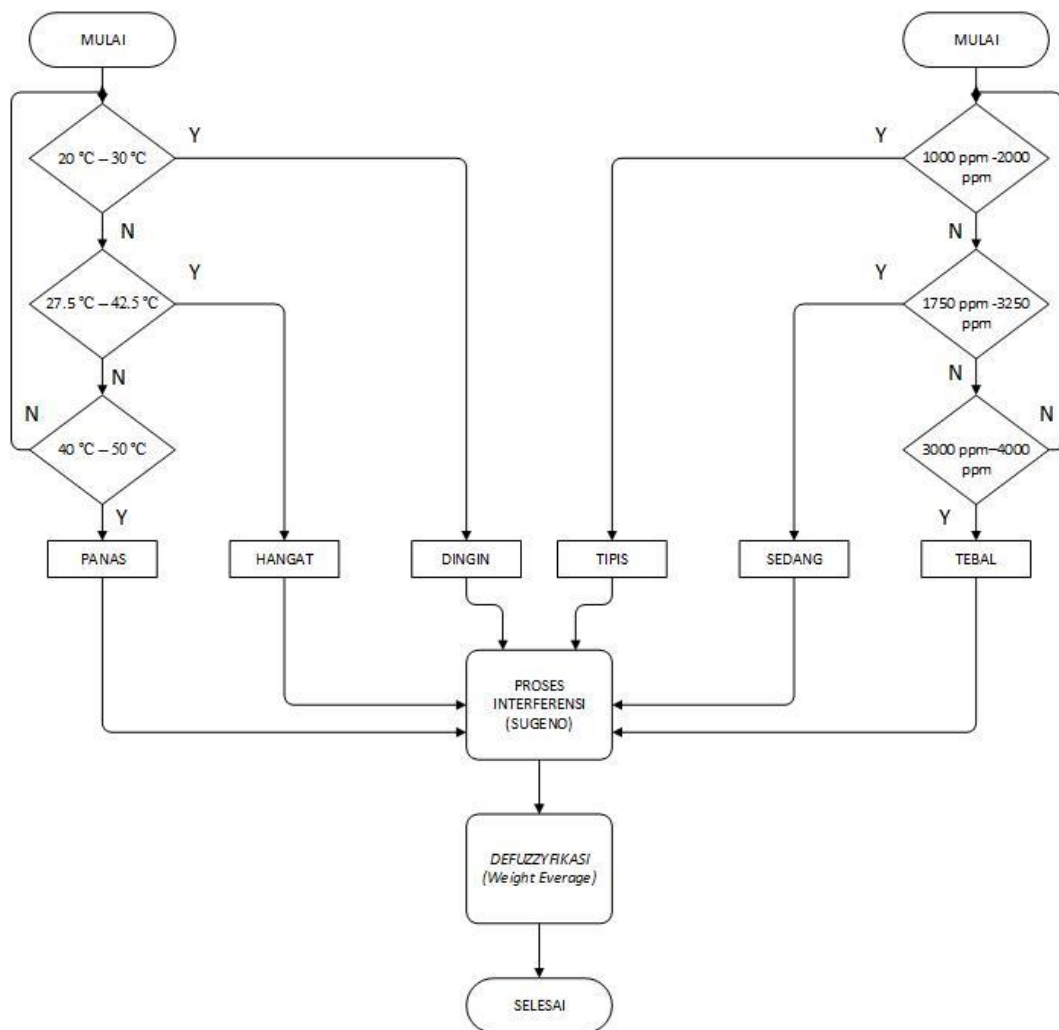 MULAI
MULAI
Y
Y
20 °C – 30 °C
1000 ppm -2000
ppm
N
N
Y
Y
27.5 °C – 42.5 °C
1750 ppm -3250
ppm
N
N
N
N
40 °C – 50 °C
3000 ppm–4000
ppm
Y
Y
PANAS
HANGAT
DINGIN
TIPIS
SEDANG
TEBAL
PROSES
INTERFERENSI
(SUGENO)
DEFUZZYFIKASI
(Weight Everage)
SELESAI